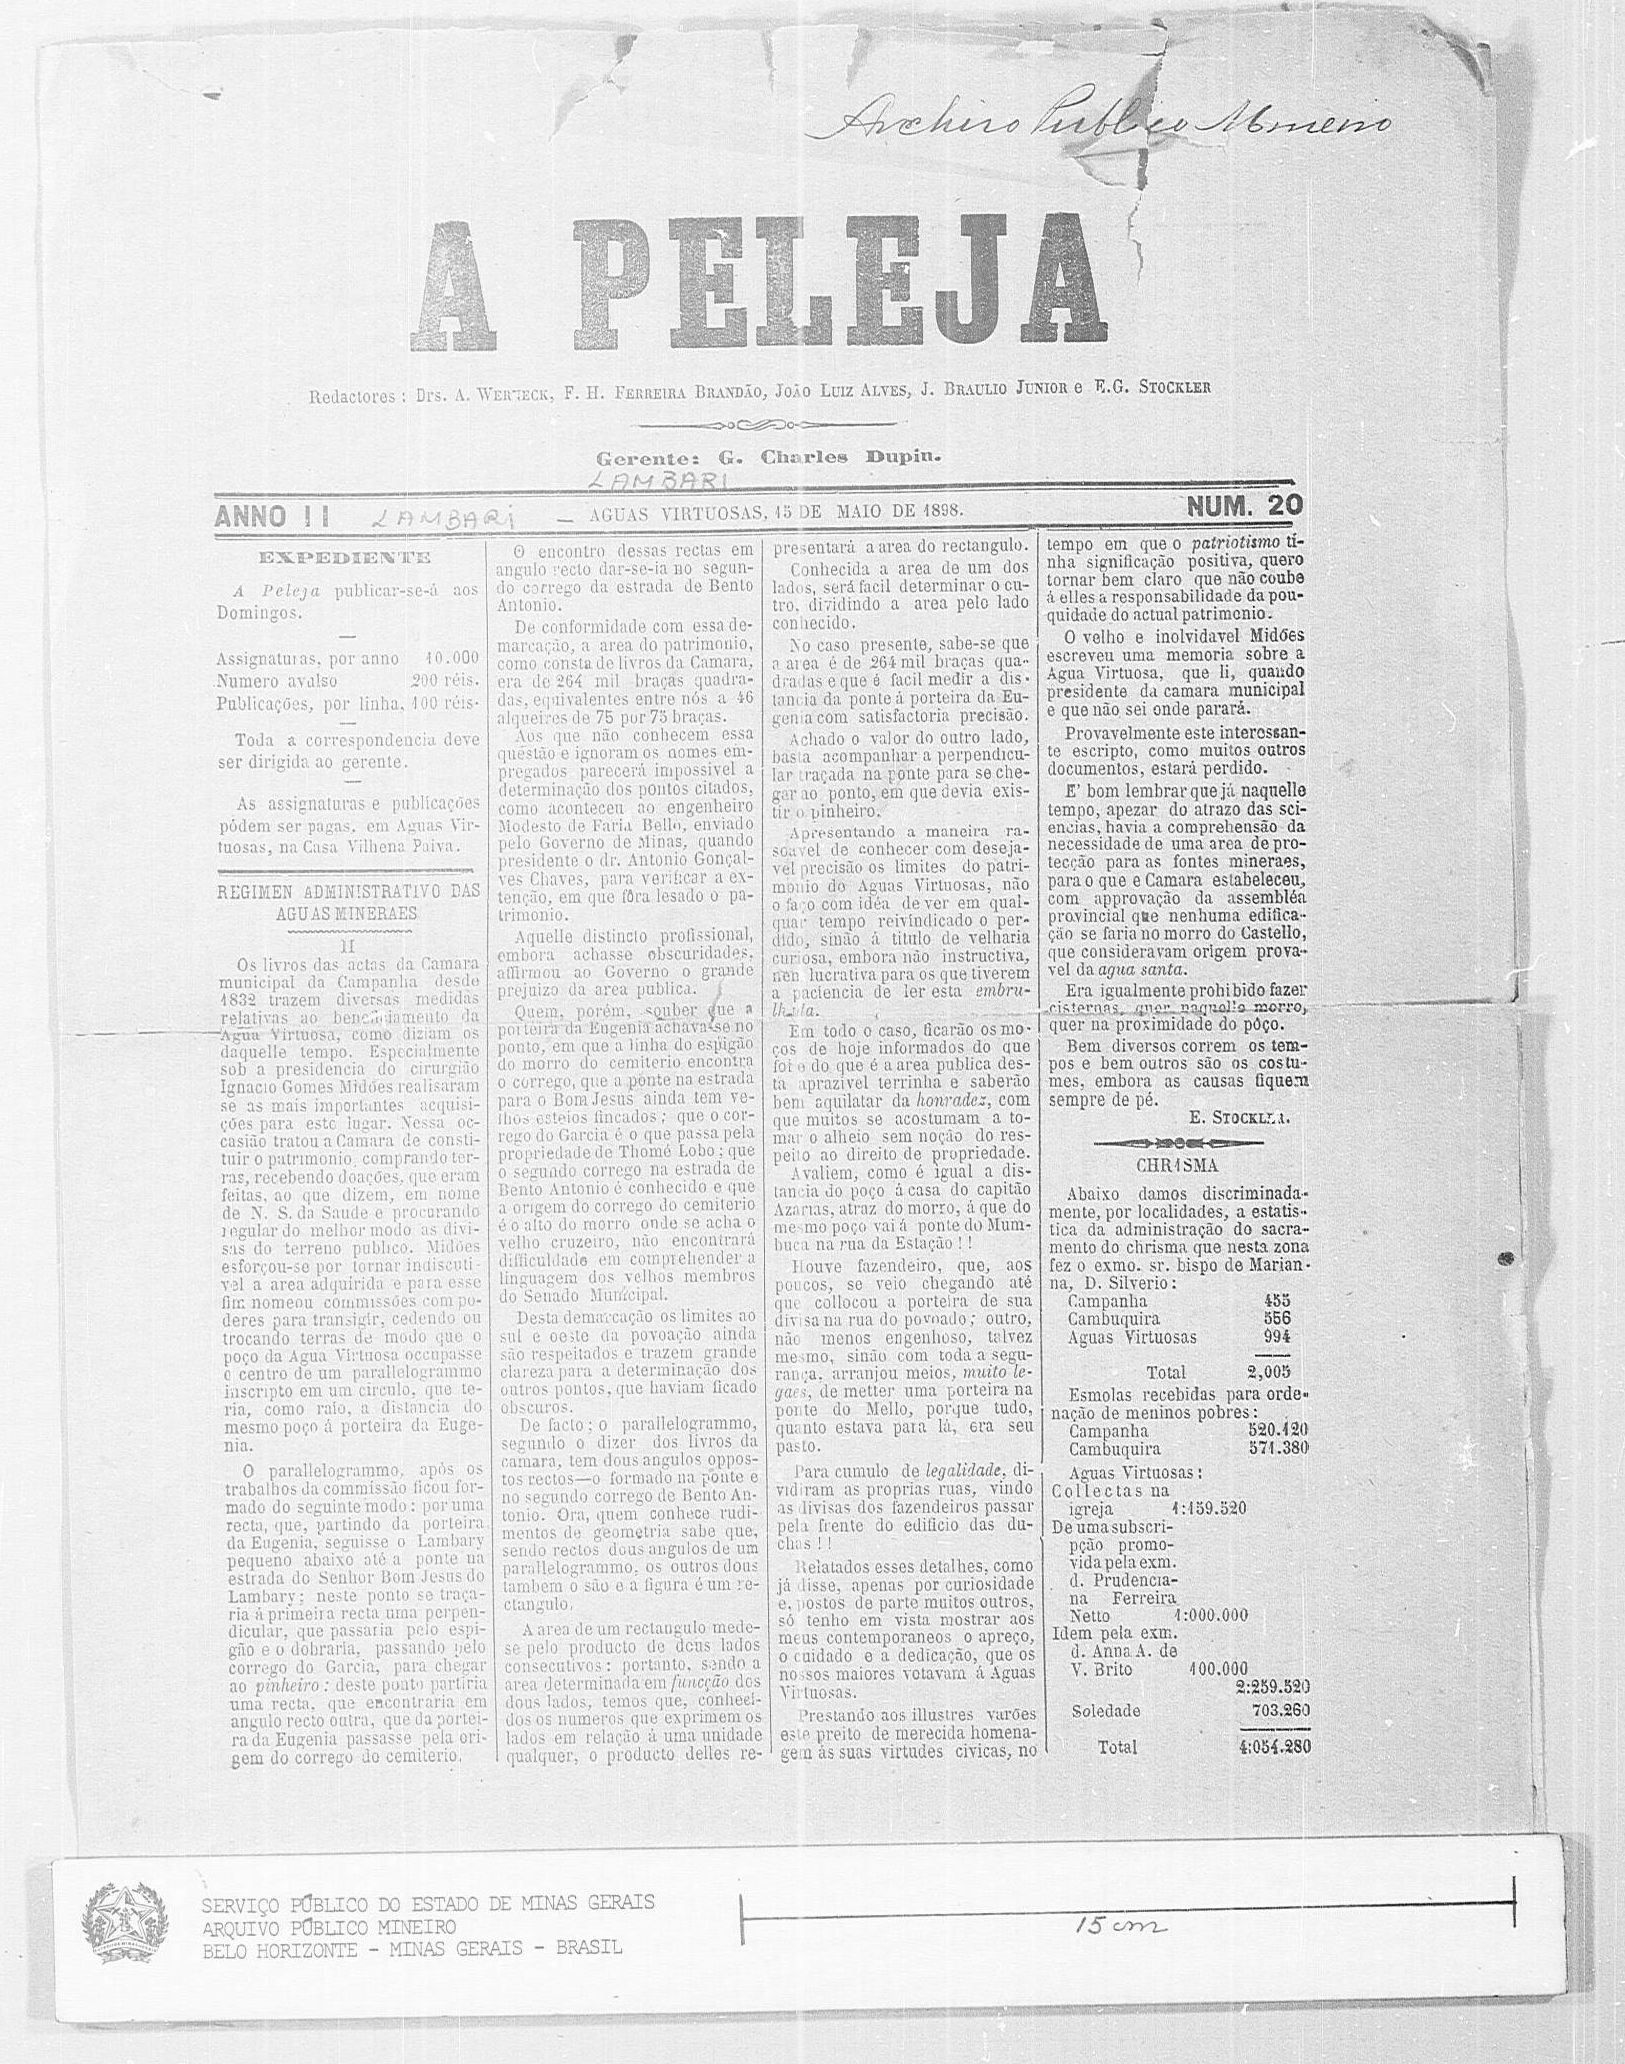 Archivo Publico Mineiro
A PELEJA
Redactores: Drs. A. WERNECK, F. H. FERREIRA BRANDÃO, JOÃO LUIZ ALVES, J. BRAULIO JUNIOR e E.G. STOCKLER
Gerente: G. Charles Dupin.
LAMBARI
ANNO II LAMBARI — AGUAS VIRTUOSAS, 15 DE MAIO DE 1898. NUM. 20
EXPEDIENTE
A Peleja publicar-se-á aos
Domingos.
Assignaturas, por anno 10.000
Numero avulso 200 réis.
Publicações, por linha, 100 réis.
Toda a correspondencia deve
ser dirigida ao gerente.
As assignaturas e publicações
pódem ser pagas, em Aguas Vir-
tuosas, na Casa Vilhena Paiva.
REGIMEN ADMINISTRATIVO DAS
AGUAS MINERAES
II
Os livros das actas da Camara
municipal da Campanha desde
1832 trazem diversas medidas
relativas ao beneficiamento da
Agua Virtuosa, como diziam os
daquelle tempo. Especialmente
sob a presidencia do cirurgião
Ignacio Gomes Midões realisaram
se as mais importantes acquisi-
ções para este lugar. Nessa oc-
casião tratou a Camara de consti-
tuir o patrimonio, comprando ter-
ras, recebendo doações, que eram
feitas, ao que dizem, em nome
de N. S. da Saude e procurando
regular do melhor modo as divi-
sas do terreno publico. Midões
esforçou-se por tornar indiscuti-
vel a area adquirida e para esse
fim nomeou commissões com po-
deres para transigir, cedendo ou
trocando terras de modo que o
poço da Agua Virtuosa occupasse
o centro de um parallelogrammo
inscripto em um circulo, que te-
ria, como raio, a distancia do
mesmo poço á porteira da Euge-
nia.
O parallelogrammo, após os
trabalhos da commissão ficou for-
mado do seguinte modo: por uma
recta, que, partindo da porteira
da Eugenia, seguisse o Lambary
pequeno abaixo até a ponte na
estrada do Senhor Bom Jesus do
Lambary; neste ponto se traça-
ria á primeira recta uma perpen-
dicular, que passaria pelo espi-
gão e o dobraria, passando pelo
corrego do Garcia, para chegar
ao pinheiro: deste ponto partiria
uma recta, que encontraria em
angulo recto outra, que da portei-
ra da Eugenia passasse pela ori-
gem do corrego do cemiterio.
O encontro dessas rectas em
angulo recto dar-se-ia no segun-
do corrego da estrada de Bento
Antonio.
De conformidade com essa de-
marcação, a area do patrimonio,
como consta de livros da Camara,
era de 264 mil braças quadra-
das, equivalentes entre nós a 46
alqueires de 75 por 75 braças.
Aos que não conhecem essa
questão e ignoram os nomes em-
pregados parecerá impossivel a
determinação dos pontos citados,
como aconteceu ao engenheiro
Modesto de Faria Bello, enviado
pelo Governo de Minas, quando
presidente o dr. Antonio Gonçal-
ves Chaves, para verificar a ex-
tenção, em que fôra lesado o pa-
trimonio.
Aquelle distincto profissional,
embora achasse obscuridades,
affirmou ao Governo o grande
prejuizo da area publica.
Quem, porém, souber que a
porteira da Eugenia achava-se no
ponto, em que a linha do espigão
do morro do cemiterio encontra
o corrego, que a ponte na estrada
para o Bom Jesus ainda tem ve-
lhos esteios fincados; que o cor-
rego do Garcia é o que passa pela
propriedade de Thomé Lobo; que
o segundo corrego na estrada de
Bento Antonio é conhecido e que
a origem do corrego do cemiterio
é o alto do morro onde se acha o
velho cruzeiro, não encontrará
difficuldade em comprehender a
linguagem dos velhos membros
do Senado Municipal.
Desta demarcação os limites ao
sul e oeste da povoação ainda
são respeitados e trazem grande
clareza para a determinação dos
outros pontos, que haviam ficado
obscuros.
De facto; o parallelogrammo,
segundo o dizer dos livros da
camara, tem dous angulos oppos-
tos rectos—o formado na ponte e
no segundo corrego de Bento An-
tonio. Ora, quem conhece rudi-
mentos de geometria sabe que,
sendo rectos dous angulos de um
parallelogrammo, os outros dous
tambem o são e a figura é um re-
ctangulo.
A area de um rectangulo mede-
se pelo producto de dous lados
consecutivos: portanto, sendo a
area determinada em funcção dos
dous lados, temos que, conheci-
dos os numeros que exprimem os
lados em relação á uma unidade
qualquer, o producto delles re-
presentará a area do rectangulo.
Conhecida a area de um dos
lados, será facil determinar o ou-
tro, dividindo a area pelo lado
conhecido.
No caso presente, sabe-se que
a area é de 264 mil braças qua-
dradas e que é facil medir a dis-
tancia da ponte á porteira da Eu-
genia com satisfactoria precisão.
Achado o valor do outro lado,
basta acompanhar a perpendicu-
lar traçada na ponte para se che-
gar ao ponto, em que devia exis-
tir o pinheiro.
Apresentando a maneira ra-
soavel de conhecer com deseja-
vel precisão os limites do patri-
monio do Aguas Virtuosas, não
o faço com idéa de ver em qual-
quar tempo reivindicado o per-
dido, sinão á titulo de velharia
curiosa, embora não instructiva,
nen lucrativa para os que tiverem
a paciencia de ler esta embru-
lhada.
Em todo o caso, ficarão os mo-
ços de hoje informados do que
foi e do que é a area publica des-
ta aprazivel terrinha e saberão
bem aquilatar da honradez, com
que muitos se acostumam a to-
mar o alheio sem noção do res-
peito ao direito de propriedade.
Avaliem, como é igual a dis-
tancia do poço á casa do capitão
Azarias, atraz do morro, á que do
mesmo poço vai á ponte do Mum-
buca na rua da Estação!!
Houve fazendeiro, que, aos
poucos, se veio chegando até
que collocou a porteira de sua
divisa na rua do povoado; outro,
não menos engenhoso, talvez
mesmo, sinão com toda a segu-
rança, arranjou meios, muito le-
gaes, de metter uma porteira na
ponte do Mello, porque tudo,
quanto estava para lá, era seu
pasto.
Para cumulo de legalidade, di-
vidiram as proprias ruas, vindo
as divisas dos fazendeiros passar
pela frente do edificio das du-
chas!!
Relatados esses detalhes, como
já disse, apenas por curiosidade
e, postos de parte muitos outros,
só tenho em vista mostrar aos
meus contemporaneos o apreço,
o cuidado e a dedicação, que os
nossos maiores votavam á Aguas
Virtuosas.
Prestando aos illustres varões
este preito de merecida homena-
gem ás suas virtudes civicas, no
tempo em que o patriotismo ti-
nha significação positiva, quero
tornar bem claro que não coube
á elles a responsabilidade da pou-
quidade do actual patrimonio.
O velho e inolvidavel Midões
escreveu uma memoria sobre a
Agua Virtuosa, que li, quando
presidente da camara municipal
e que não sei onde parará.
Provavelmente este interessan-
te escripto, como muitos outros
documentos, estará perdido.
E' bom lembrar que já naquelle
tempo, apezar do atrazo das sci-
encias, havia a comprehensão da
necessidade de uma area de pro-
tecção para as fontes mineraes,
para o que e Camara estabeleceu,
com approvação da assembléa
provincial que nenhuma edifica-
ção se faria no morro do Castello,
que consideravam origem prova-
vel da agua santa.
Era igualmente prohibido fazer
cisternas, quer naquelle morro,
quer na proximidade do pôço.
Bem diversos correm os tem-
pos e bem outros são os costu-
mes, embora as causas fiquem
sempre de pé.
E. STOCKLER.
CHRISMA
Abaixo damos discriminada-
mente, por localidades, a estatis-
tica da administração do sacra-
mento do chrisma que nesta zona
fez o exmo. sr. bispo de Marian-
na, D. Silverio:
Campanha 455
Cambuquira 556
Aguas Virtuosas 994
Total 2,005
Esmolas recebidas para orde-
nação de meninos pobres:
Campanha 520.120
Cambuquira 571.380
Aguas Virtuosas:
Collectas na
igreja 1:159.520
De uma subscri-
pção promo-
vida pela exm.
d. Prudencia-
na Ferreira
Netto 1:000.000
Idem pela exm.
d. Anna A. de
V. Brito 100.000
2:259.520
Soledade 703.260
Total 4:054.280
SERVIÇO PÚBLICO DO ESTADO DE MINAS GERAIS
ARQUIVO PÚBLICO MINEIRO
BELO HORIZONTE - MINAS GERAIS - BRASIL
15 cm